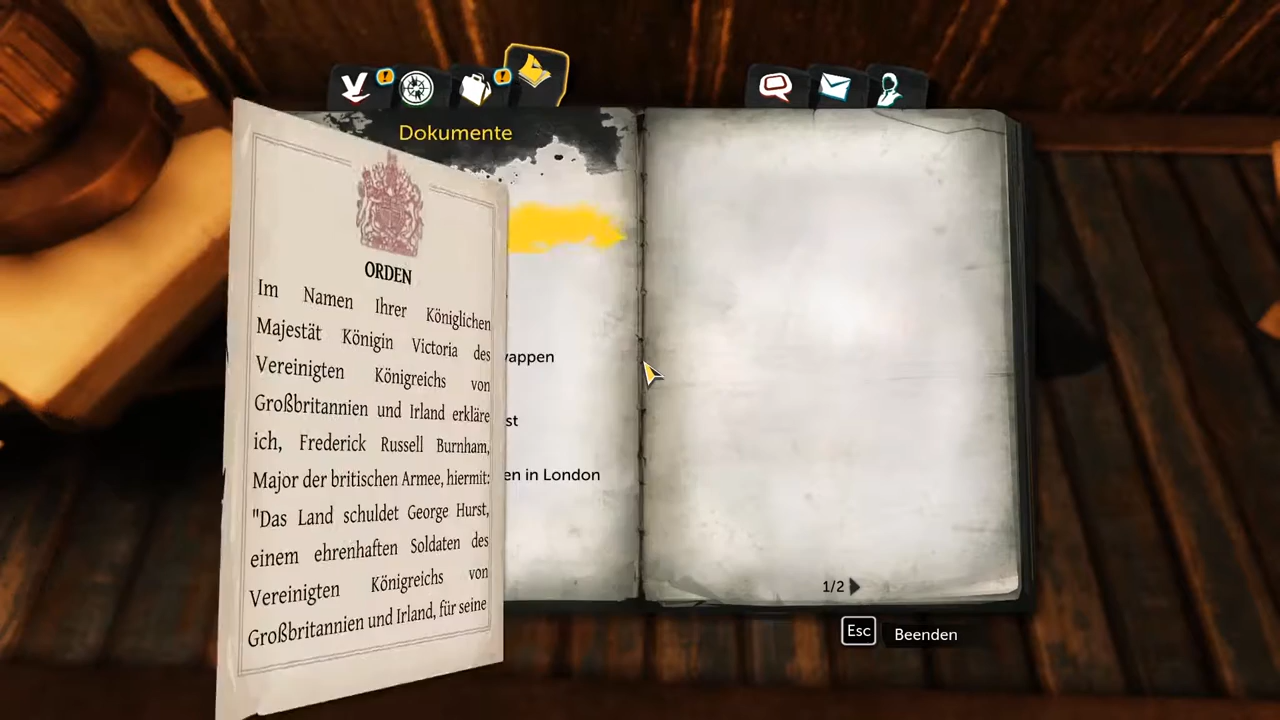 Dokumente
ORDEN
Im Namen Ihrer Königlichen
Majestät Königin Victoria des
Vereinigten Königreichs von
Großbritannien und Irland erkläre
ich, Frederick Russell Burnham,
Major der britischen Armee, hiermit:
"Das Land schuldet George Hurst,
einem ehrenhaften Soldaten des
Vereinigten Königreichs von
Großbritannien und Irland, für seine
en in London
1/2
Esc Beenden